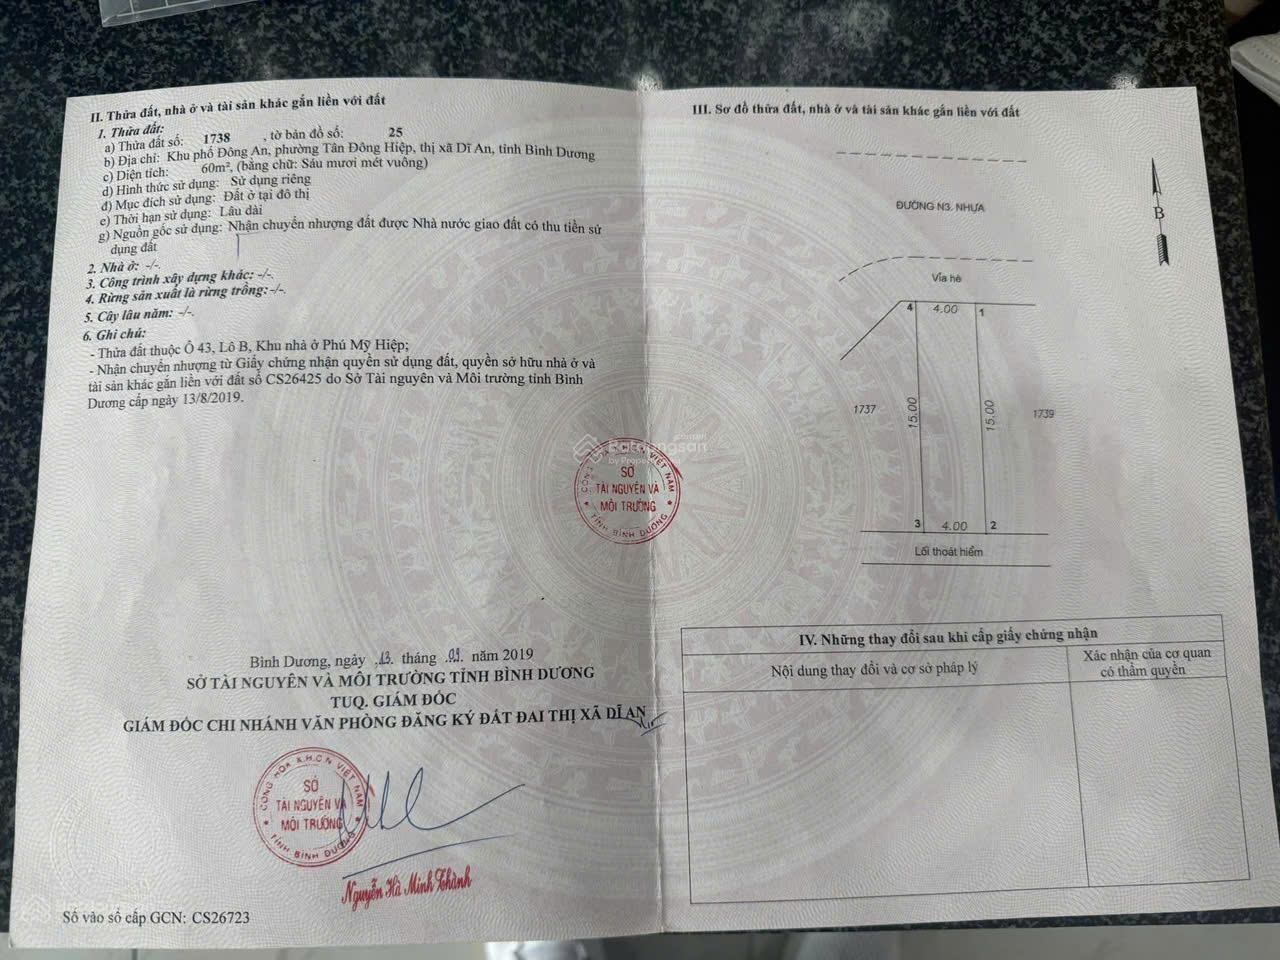 II. Thửa đất, nhà ở và tài sản khác gắn liền với đất
1. Thửa đất:
a) Thửa đất số: 1738 , tờ bản đồ số: 25
b) Địa chỉ: Khu phố Đông An, phường Tân Đông Hiệp, thị xã Dĩ An, tỉnh Bình Dương
c) Diện tích: 60m², (bằng chữ: Sáu mươi mét vuông)
d) Hình thức sử dụng: Sử dụng riêng
đ) Mục đích sử dụng: Đất ở tại đô thị
e) Thời hạn sử dụng: Lâu dài
g) Nguồn gốc sử dụng: Nhận chuyển nhượng đất được Nhà nước giao đất có thu tiền sử
dụng đất
2. Nhà ở: -/-.
3. Công trình xây dựng khác: -/-.
4. Rừng sản xuất là rừng trồng:-/-.
5. Cây lâu năm: -/-.
6. Ghi chú:
- Thửa đất thuộc Ô 43, Lô B, Khu nhà ở Phú Mỹ Hiệp;
- Nhận chuyển nhượng từ Giấy chứng nhận quyền sử dụng đất, quyền sở hữu nhà ở và
tài sản khác gắn liền với đất số CS26425 do Sở Tài nguyên và Môi trường tỉnh Bình
Dương cấp ngày 13/8/2019.
Bình Dương, ngày 13 tháng 09 năm 2019
SỞ TÀI NGUYÊN VÀ MÔI TRƯỜNG TỈNH BÌNH DƯƠNG
TUQ. GIÁM ĐỐC
GIÁM ĐỐC CHI NHÁNH VĂN PHÒNG ĐĂNG KÝ ĐẤT ĐAI THỊ XÃ DĨ AN
CỘNG HÒA X.H.C.N VIỆT NAM
SỞ
TÀI NGUYÊN VÀ
MÔI TRƯỜNG
TỈNH BÌNH DƯƠNG
Nguyễn Hà Minh Thành
Số vào sổ cấp GCN: CS26723
CỘNG HÒA X.H.C.N VIỆT NAM
SỞ
TÀI NGUYÊN VÀ
MÔI TRƯỜNG
TỈNH BÌNH DƯƠNG
Batdongsan
by PropertyGuru
III. Sơ đồ thửa đất, nhà ở và tài sản khác gắn liền với đất
ĐƯỜNG N3. NHỰA
B
Vỉa hè
4 4.00 1
1737 15.00 15.00 1739
3 4.00 2
Lối thoát hiểm
IV. Những thay đổi sau khi cấp giấy chứng nhận
Nội dung thay đổi và cơ sở pháp lý
Xác nhận của cơ quan
có thẩm quyền